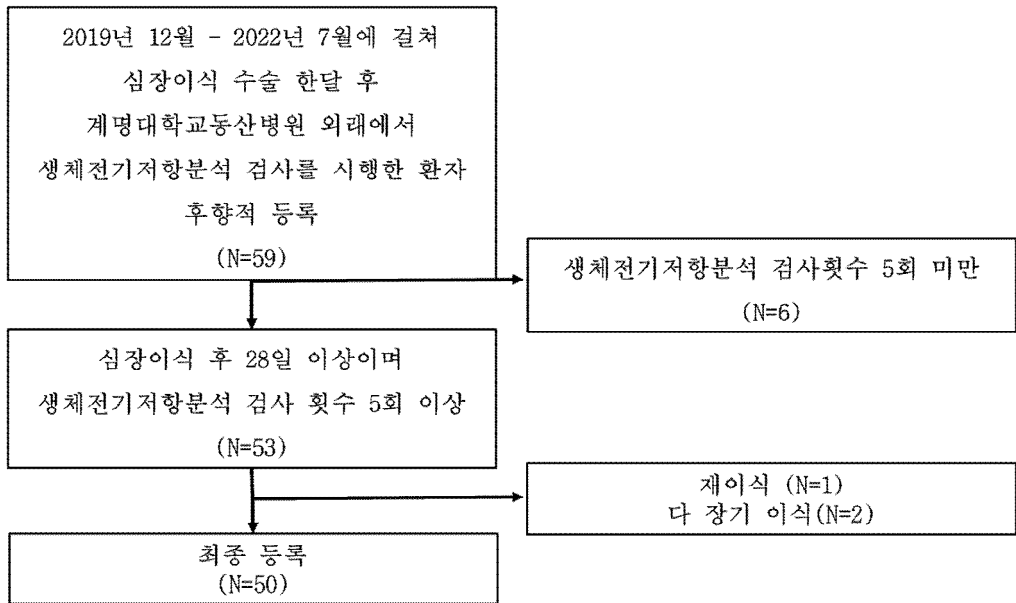 2019년 12월 - 2022년 7월에 걸쳐
심장이식 수술 한달 후
계명대학교동산병원 외래에서
생체전기저항분석 검사를 시행한 환자
후향적 등록
(N=59)
생체전기저항분석 검사횟수 5회 미만
(N=6)
심장이식 후 28일 이상이며
생체전기저항분석 검사 횟수 5회 이상
(N=53)
재이식 (N=1)
다 장기 이식(N=2)
최종 등록
(N=50)